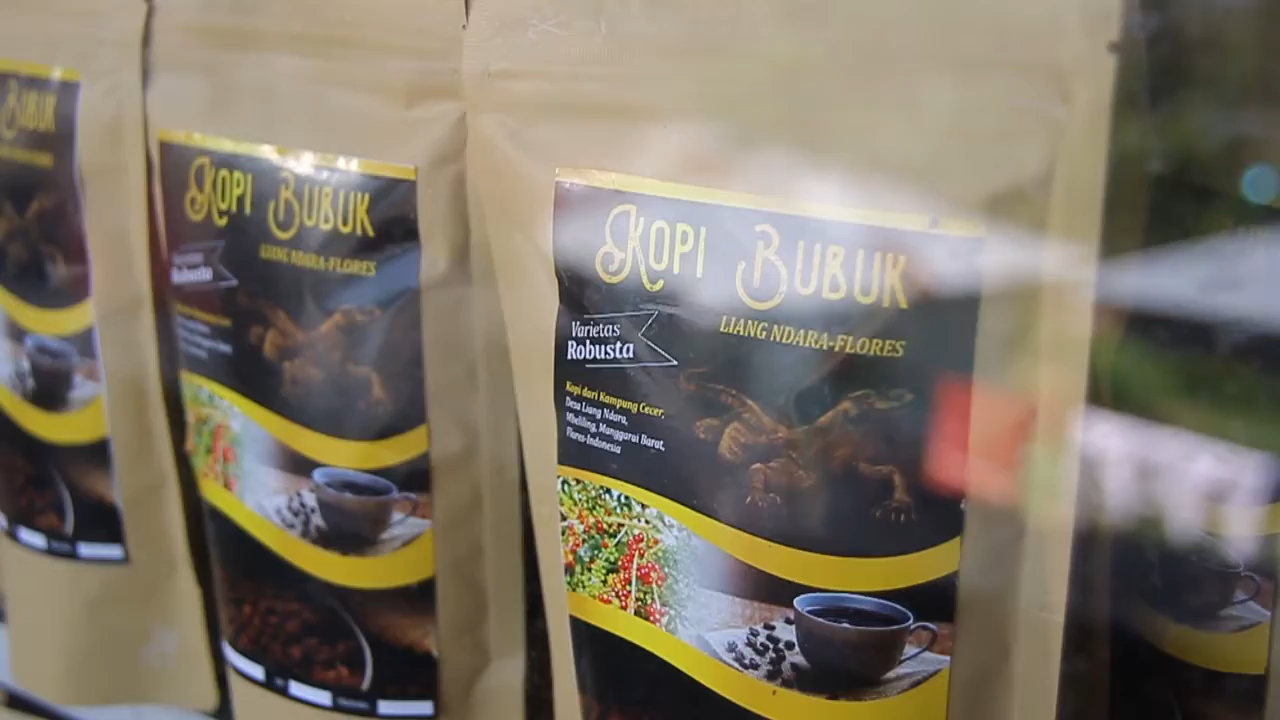 BUBUK
KOPI BUBUK
LIANG NDARA-FLORES
Robusta
KOPI BUBUK
LIANG NDARA-FLORES
Varietas
Robusta
Kopi dari Kampung Cecer,
Desa Liang Ndara,
Mbeliling, Manggarai Barat,
Flores-Indonesia